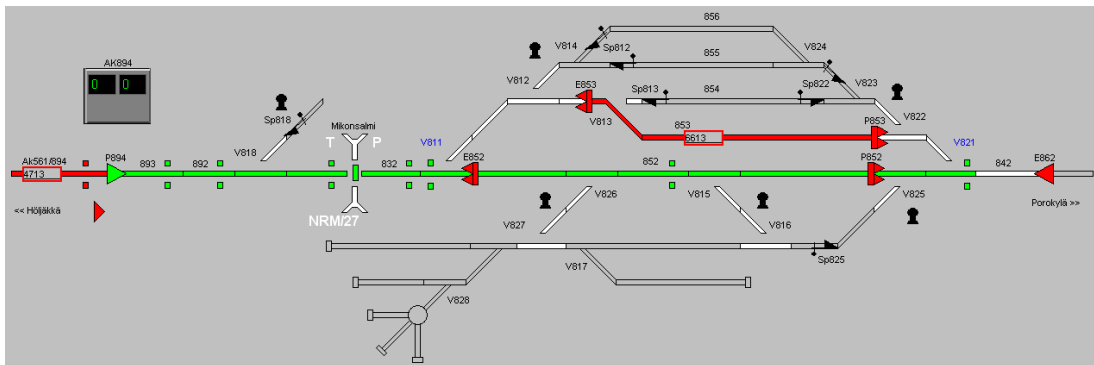 856
V814
Sp812
V824
855
AK894
0 0
V812
Sp822
V823
E853
Sp813
854
V813
P853
V822
853
6613
Sp818
Mikonsalmi
T P
V811
V821
V818
Ak561/894
P894
893
892
832
E852
852
P852
842
E862
4713
<< Höljäkkä
NRM/27
V826
V815
V825
Porokylä >>
V827
V816
V817
Sp825
V828